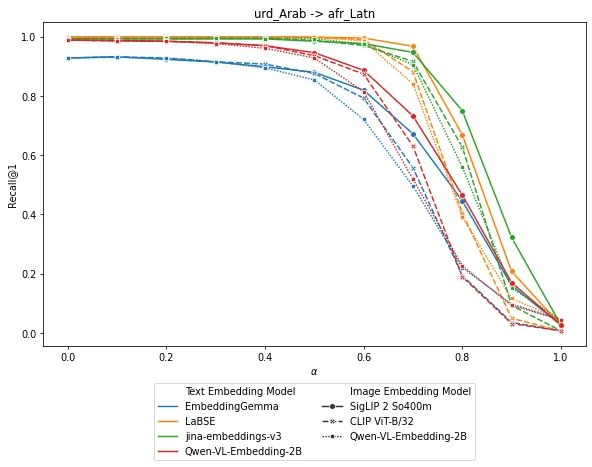 urd_Arab -> afr_Latn
Recall@1
1.0
0.8
0.6
0.4
0.2
0.0
0.0 0.2 0.4 0.6 0.8 1.0
α
Text Embedding Model
EmbeddingGemma
LaBSE
jina-embeddings-v3
Qwen-VL-Embedding-2B
Image Embedding Model
SigLIP 2 So400m
CLIP ViT-B/32
Qwen-VL-Embedding-2B